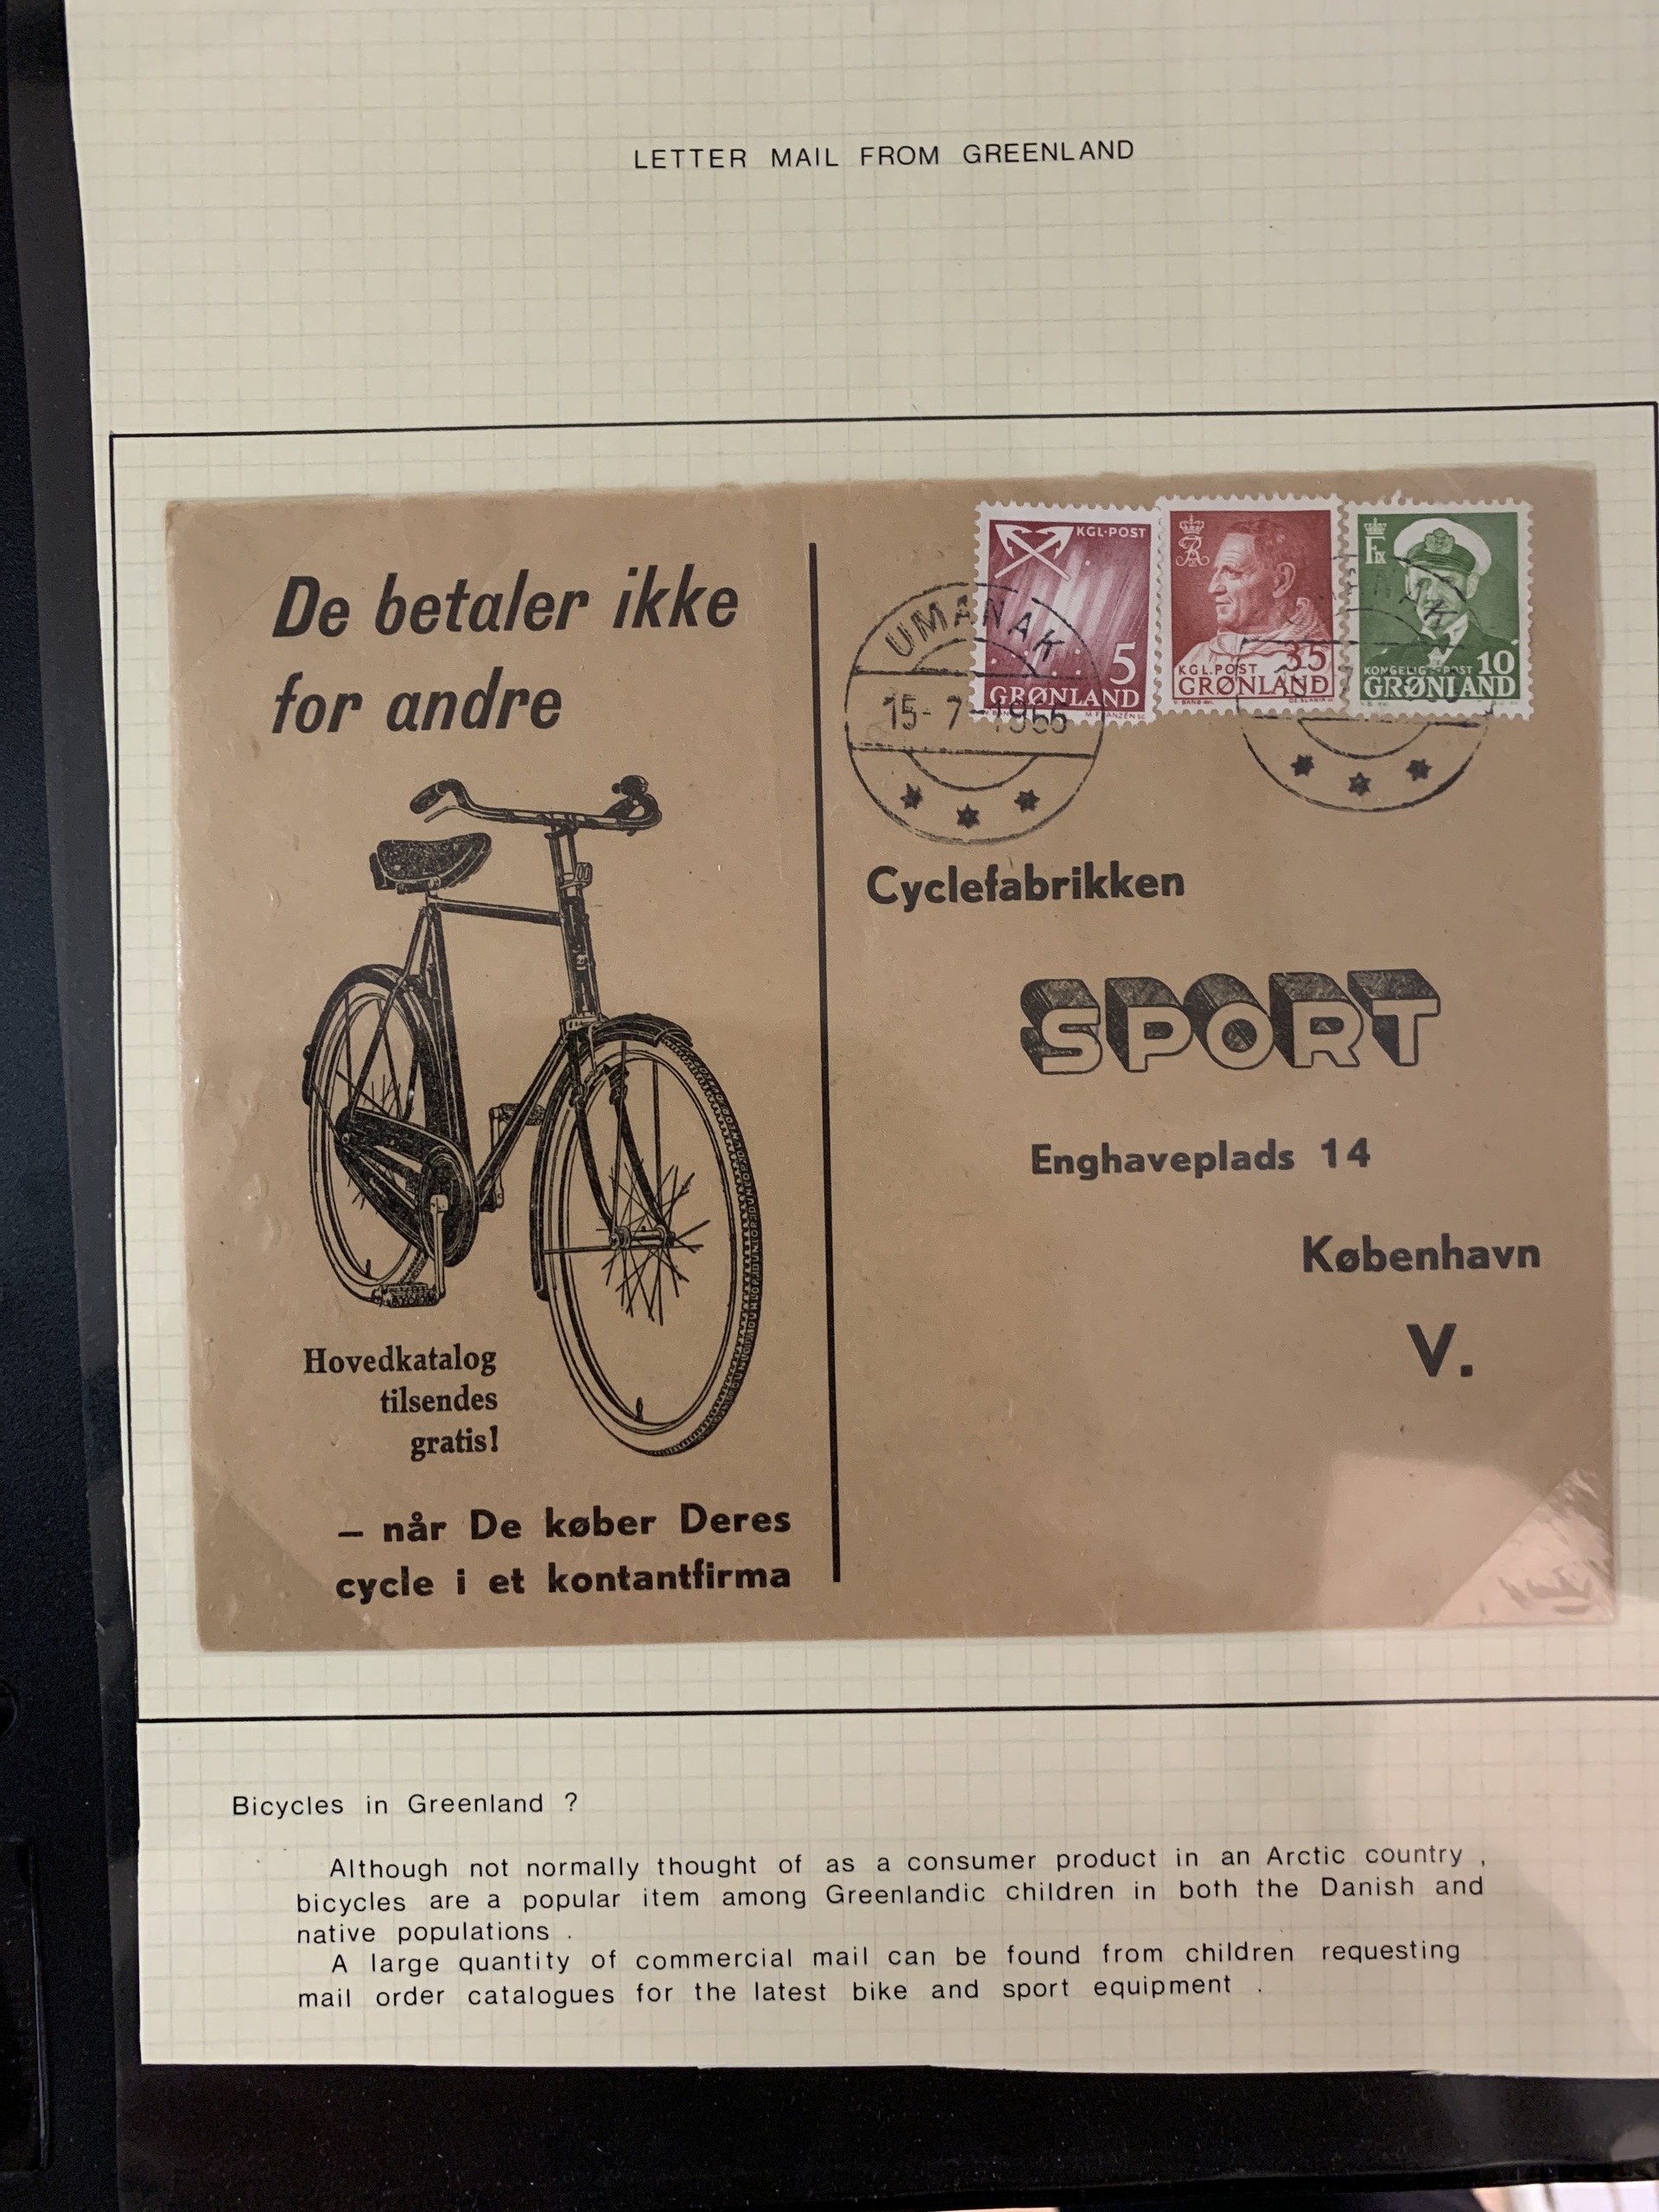 LETTER MAIL FROM GREENLAND
De betaler ikke
for andre
KGL·POST
5
GRØNLAND
KGL.POST 35
GRØNLAND
KONGELIG POST 10
GRØNLAND
UMANAK
15-7-1965
Cyclefabrikken
SPORT
Enghaveplads 14
København
V.
Hovedkatalog
tilsendes
gratis!
— når De køber Deres
cycle i et kontantfirma
Bicycles in Greenland ?
Although not normally thought of as a consumer product in an Arctic country ,
bicycles are a popular item among Greenlandic children in both the Danish and
native populations .
A large quantity of commercial mail can be found from children requesting
mail order catalogues for the latest bike and sport equipment .